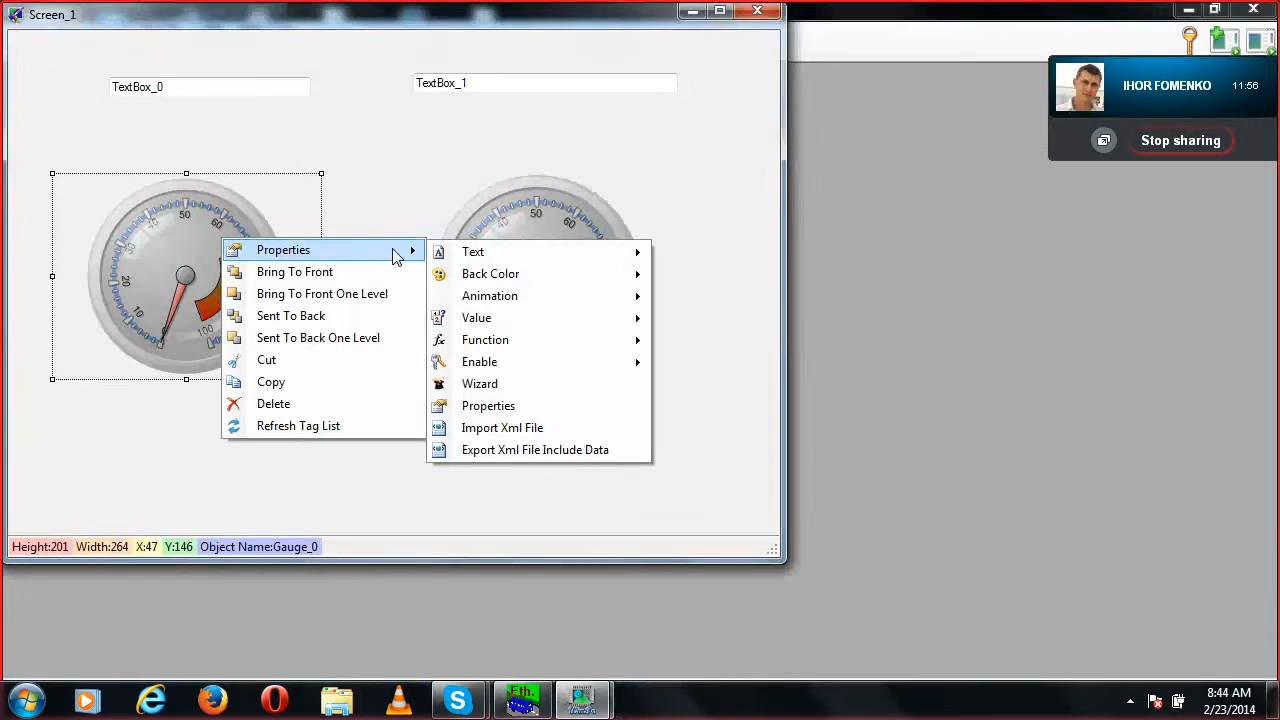 Screen_1
TextBox_0
TextBox_1
IHOR FOMENKO 11:56
Stop sharing
50
60
20
100
0
50
60
Properties
Bring To Front
Bring To Front One Level
Sent To Back
Sent To Back One Level
Cut
Copy
Delete
Refresh Tag List
Text
Back Color
Animation
Value
Function
Enable
Wizard
Properties
Import Xml File
Export Xml File Include Data
Height:201 Width:264 X:47 Y:146 Object Name:Gauge_0
Eth.
8:44 AM
2/23/2014